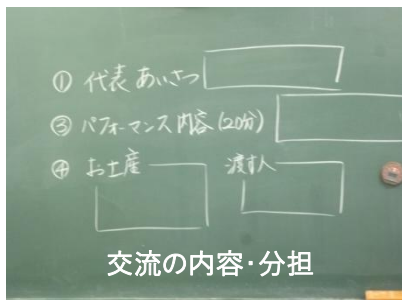 ① 代表あいさつ
③ パフォーマンス内容(20分)
④ お土産 渡す人
交流の内容・分担